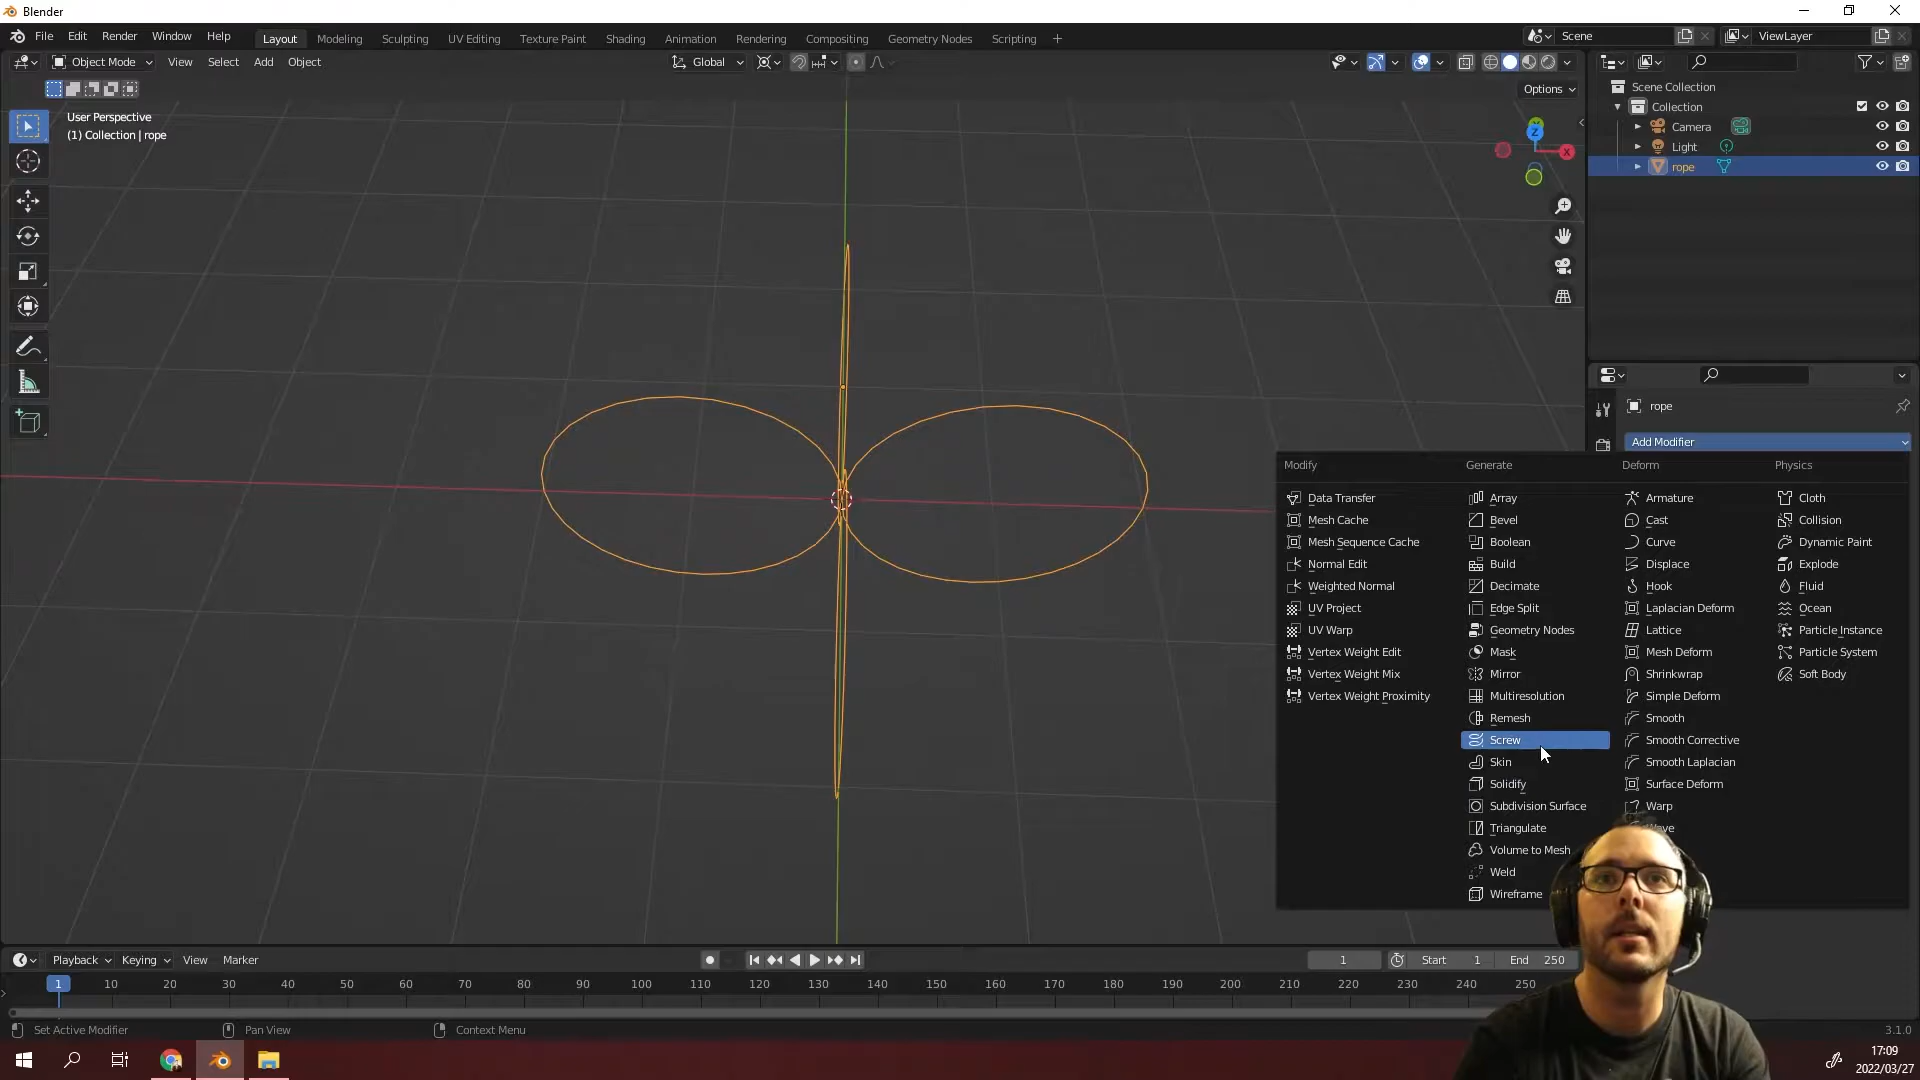 Blender
File Edit Render Window Help
Layout Modeling Sculpting UV Editing Texture Paint Shading Animation Rendering Compositing Geometry Nodes Scripting +
Scene
ViewLayer
Object Mode View Select Add Object
Global
Options
User Perspective
(1) Collection | rope
Z
X
Scene Collection
Collection
Camera
Light
rope
rope
Add Modifier
Modify
Data Transfer
Mesh Cache
Mesh Sequence Cache
Normal Edit
Weighted Normal
UV Project
UV Warp
Vertex Weight Edit
Vertex Weight Mix
Vertex Weight Proximity
Generate
Array
Bevel
Boolean
Build
Decimate
Edge Split
Geometry Nodes
Mask
Mirror
Multiresolution
Remesh
Screw
Skin
Solidify
Subdivision Surface
Triangulate
Volume to Mesh
Weld
Wireframe
Deform
Armature
Cast
Curve
Displace
Hook
Laplacian Deform
Lattice
Mesh Deform
Shrinkwrap
Simple Deform
Smooth
Smooth Corrective
Smooth Laplacian
Surface Deform
Warp
Physics
Cloth
Collision
Dynamic Paint
Explode
Fluid
Ocean
Particle Instance
Particle System
Soft Body
Playback Keying View Marker
1 Start 1 End 250
1 10 20 30 40 50 60 70 80 90 100 110 120 130 140 150 160 170 180 190 200 210 220 230 240 250
Set Active Modifier Pan View Context Menu
3.1.0
17:09
2022/03/27